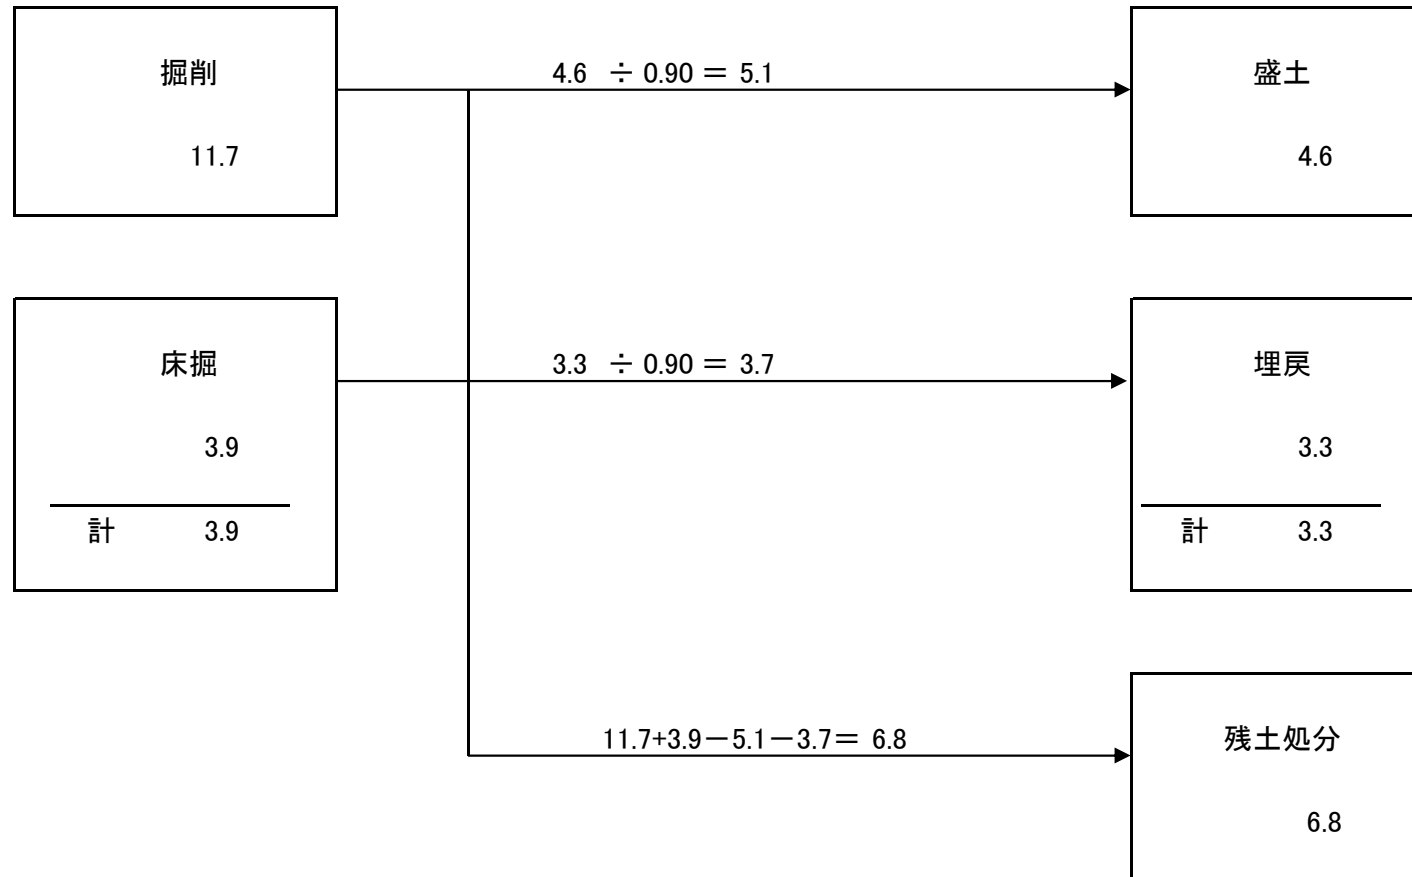 掘削
4.6 ÷ 0.90 = 5.1
盛土
11.7
4.6
床掘
3.3 ÷ 0.90 = 3.7
埋戻
3.9
3.3
計 3.9
計 3.3
11.7+3.9-5.1-3.7= 6.8
残土処分
6.8